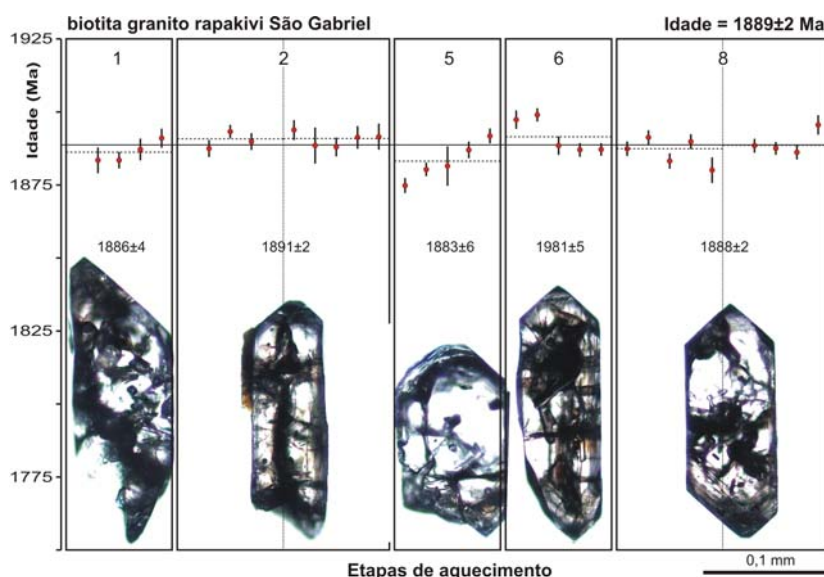 biotita granito rapakivi São Gabriel
Idade = 1889±2 Ma
1925
1
2
5
6
8
Idade (Ma)
1875
1886±4
1891±2
1883±6
1981±5
1888±2
1825
1775
Etapas de aquecimento
0,1 mm